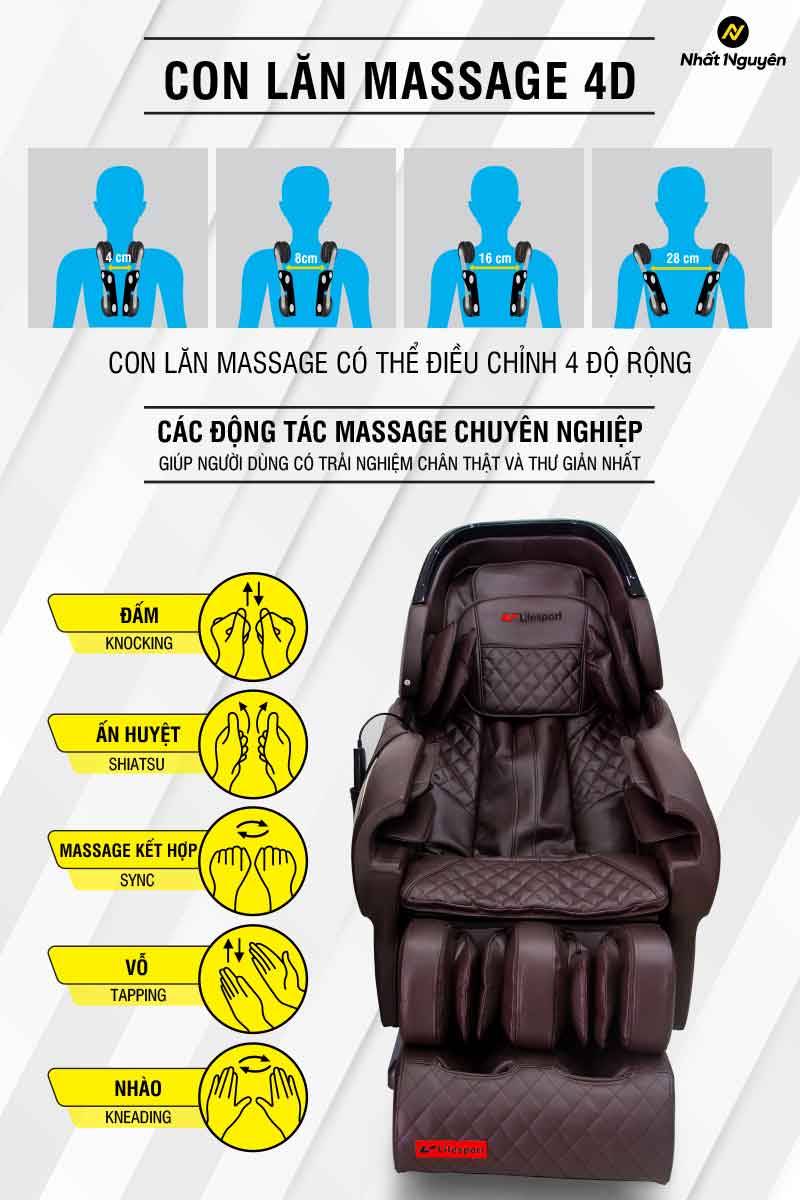 Nhất Nguyên
CON LĂN MASSAGE 4D
4 cm
8cm
16 cm
28 cm
CON LĂN MASSAGE CÓ THỂ ĐIỀU CHỈNH 4 ĐỘ RỘNG
CÁC ĐỘNG TÁC MASSAGE CHUYÊN NGHIỆP
GIÚP NGƯỜI DÙNG CÓ TRẢI NGHIỆM CHÂN THẬT VÀ THƯ GIẢN NHẤT
ĐẤM
KNOCKING
ẤN HUYỆT
SHIATSU
MASSAGE KẾT HỢP
SYNC
VỖ
TAPPING
NHÀO
KNEADING
Lifesport
Lifesport